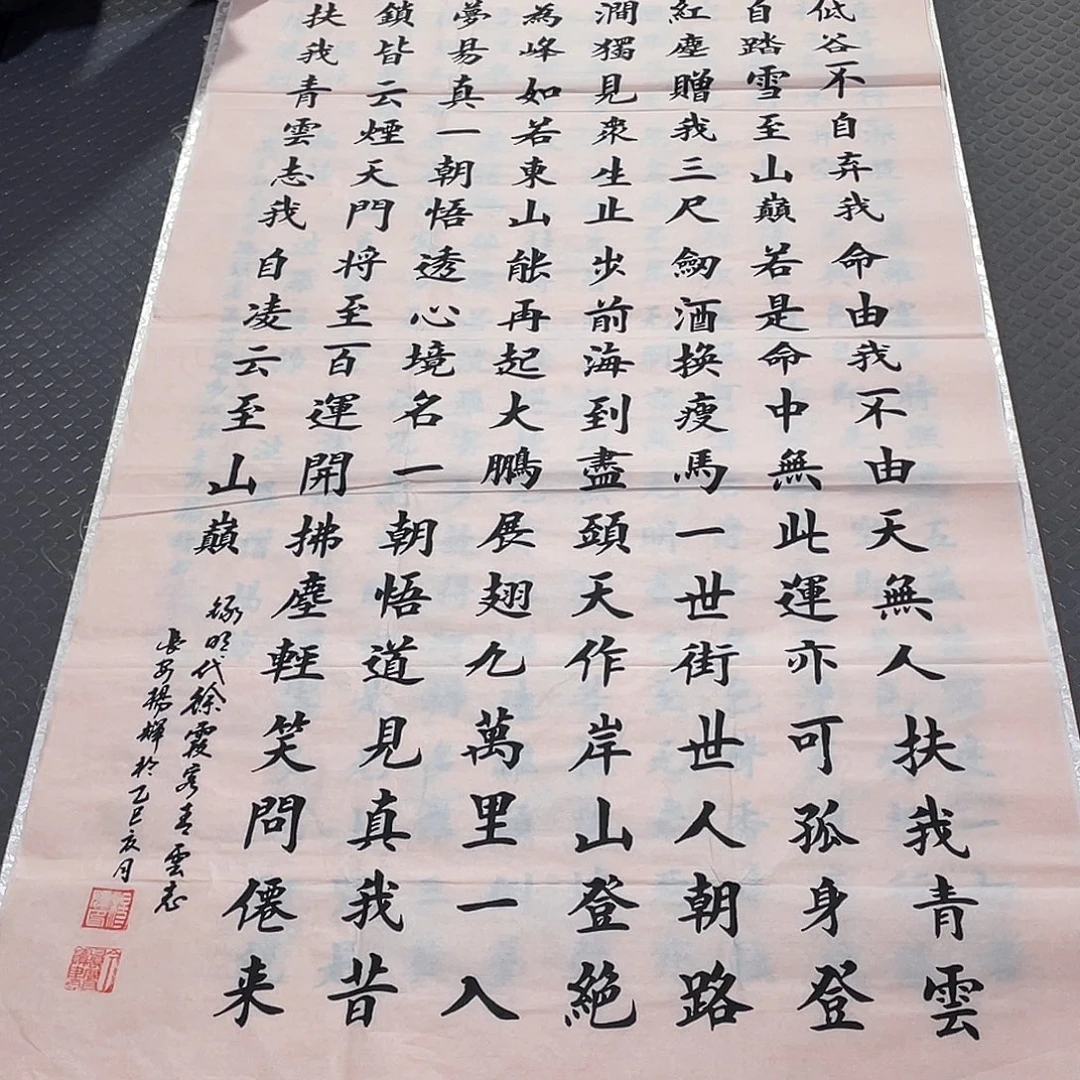 低谷不自弃我命由我不由天無人扶我青雲
自踏雪至山巔若是命中無此運亦可孤身登
紅塵贈我三尺劒酒换瘦馬一世街世人朝路
澗獨見衆生止步前海到盡頭天作岸山登絕
為峰如若東山能再起大鵬展翅九萬里一入
夢易真一朝悟透心境名一朝悟道見真我昔
鎖皆云煙天門将至百運開拂塵輕笑問僊来
扶我青雲志我自凌云至山巔
録明代徐霞客青雲志
長安楊輝於乙巳亥月